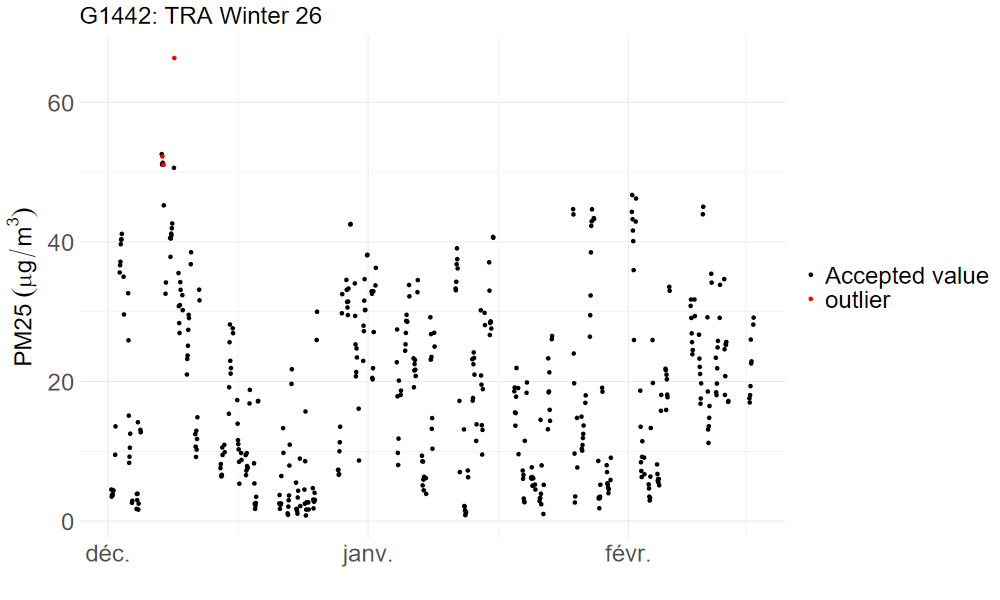 G1442: TRA Winter 26
PM25 (μg/m³)
60
40
20
0
déc.
janv.
févr.
Accepted value
outlier